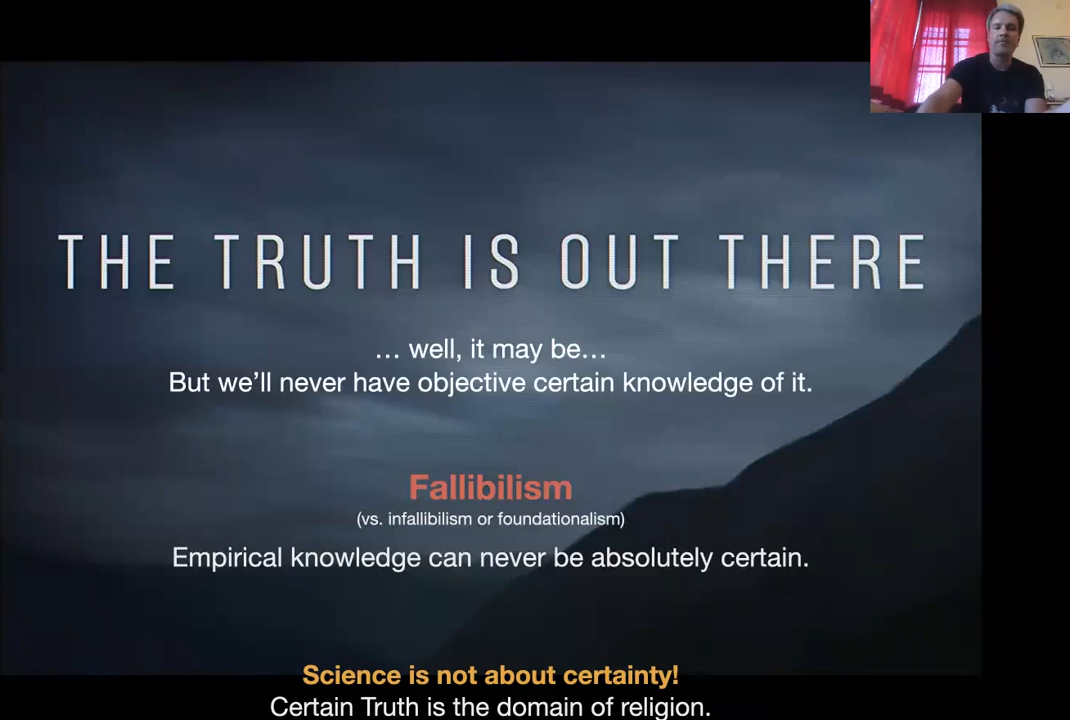 THE TRUTH IS OUT THERE
… well, it may be…
But we’ll never have objective certain knowledge of it.
Fallibilism
(vs. infallibilism or foundationalism)
Empirical knowledge can never be absolutely certain.
Science is not about certainty!
Certain Truth is the domain of religion.